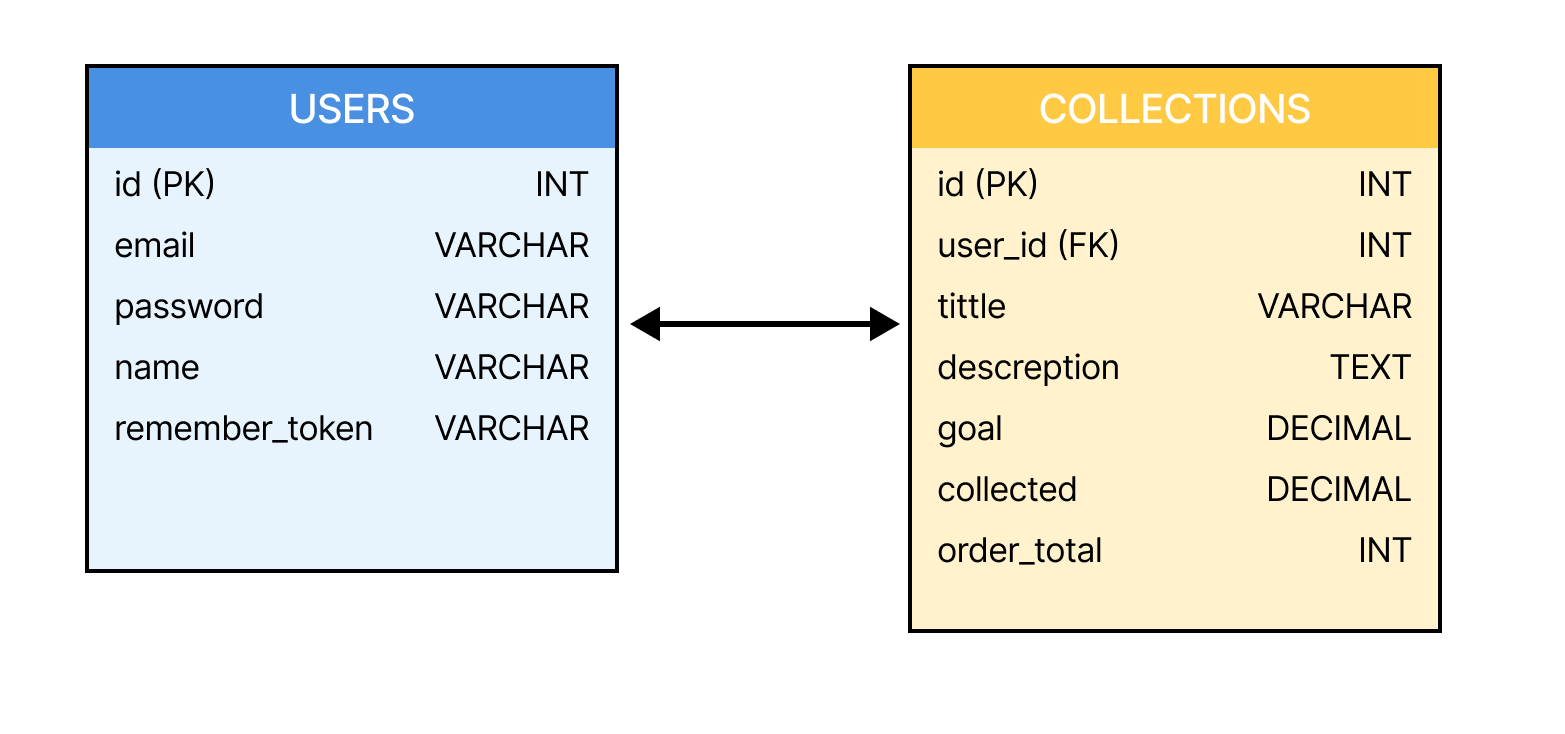 USERS
id (PK) INT
email VARCHAR
password VARCHAR
name VARCHAR
remember_token VARCHAR
COLLECTIONS
id (PK) INT
user_id (FK) INT
tittle VARCHAR
descreption TEXT
goal DECIMAL
collected DECIMAL
order_total INT